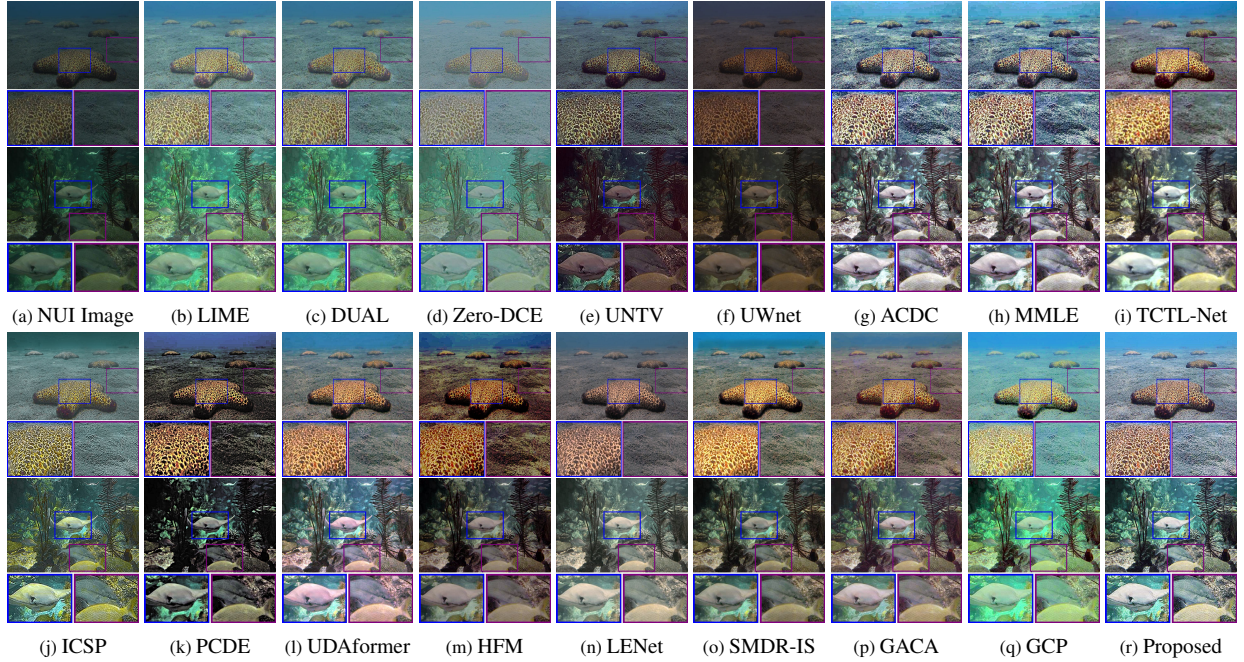 (a) NUI Image (b) LIME (c) DUAL (d) Zero-DCE (e) UNTV (f) UWnet (g) ACDC (h) MMLE (i) TCTL-Net
(j) ICSP (k) PCDE (l) UDAformer (m) HFM (n) LENet (o) SMDR-IS (p) GACA (q) GCP (r) Proposed